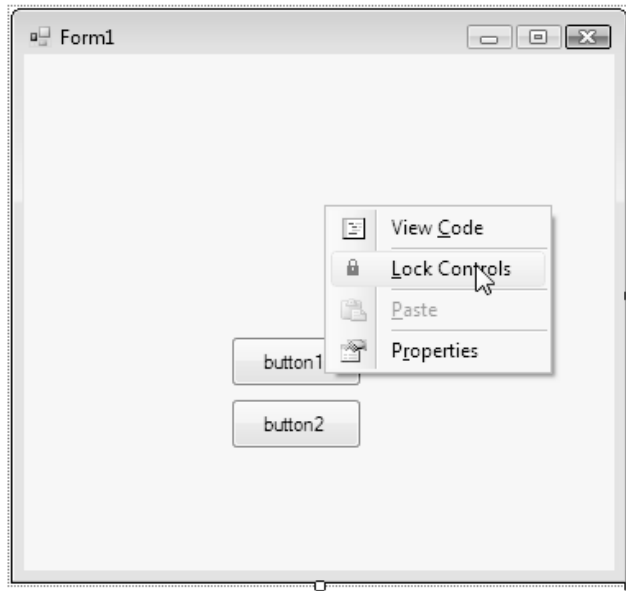 Form1
View Code
Lock Controls
Paste
Properties
button1
button2